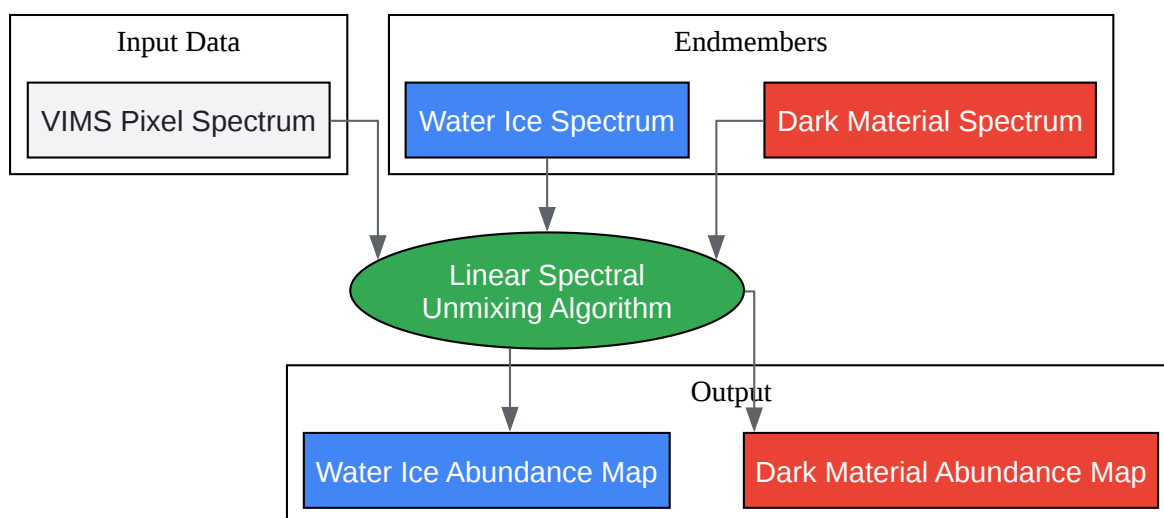 Input Data
Endmembers
VIMS Pixel Spectrum
Water Ice Spectrum
Dark Material Spectrum
Linear Spectral
Unmixing Algorithm
Output
Water Ice Abundance Map
Dark Material Abundance Map